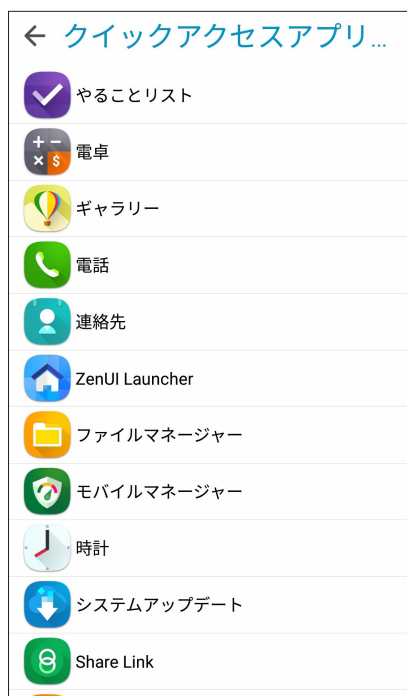 クイックアクセスアプリ...
やることリスト
電卓
ギャラリー
電話
連絡先
ZenUI Launcher
ファイルマネージャー
モバイルマネージャー
時計
システムアップデート
Share Link